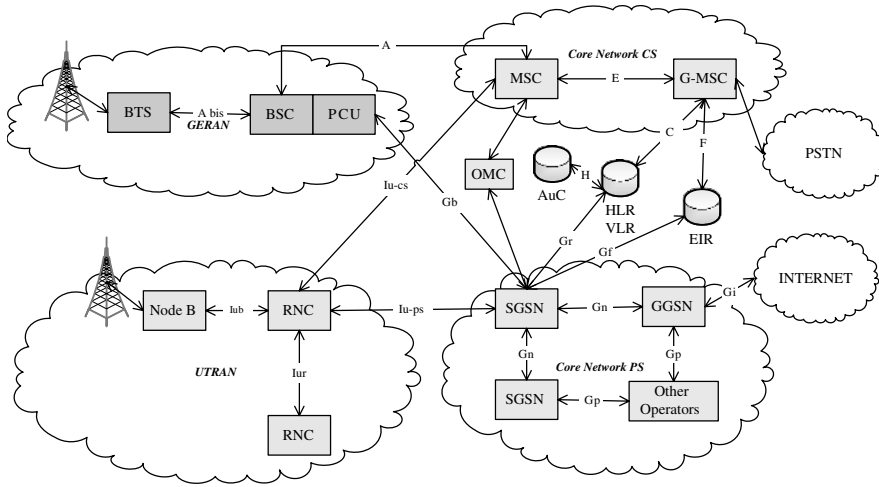 A
Core Network CS
MSC
E
G-MSC
BTS
A bis
GERAN
BSC
PCU
C
F
PSTN
Iu-cs
Gb
OMC
AuC
H
HLR
VLR
EIR
Gr
Gf
INTERNET
Node B
Iub
RNC
Iu-ps
SGSN
Gn
GGSN
Gi
UTRAN
Iur
Gn
Core Network PS
Gp
RNC
SGSN
Gp
Other
Operators